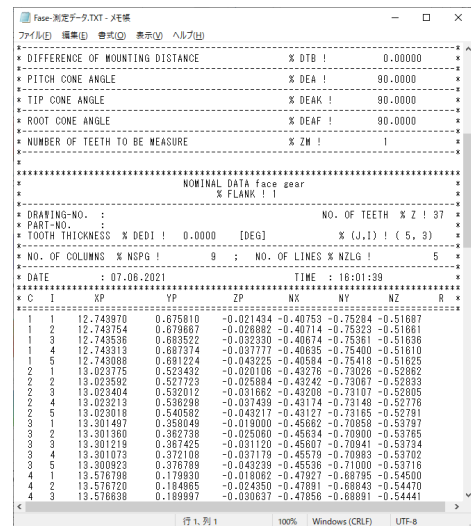 Fase-測定データ.TXT - メモ帳
ファイル(F) 編集(E) 書式(O) 表示(V) ヘルプ(H)
* DIFFERENCE OF MOUNTING DISTANCE % DTB ! 0.00000 *
*-----------------------------------------------------------------------------*
* PITCH CONE ANGLE % DEA ! 90.0000 *
*-----------------------------------------------------------------------------*
* TIP CONE ANGLE % DEAK ! 90.0000 *
*-----------------------------------------------------------------------------*
* ROOT CONE ANGLE % DEAF ! 90.0000 *
*-----------------------------------------------------------------------------*
* NUMBER OF TEETH TO BE MEASURE % ZM ! 1 *
*-----------------------------------------------------------------------------*
*
*******************************************************************************
* NOMINAL DATA face gear *
* % FLANK ! 1 *
*-----------------------------------------------------------------------------*
* DRAWING-NO. : NO. OF TEETH % Z ! 37 *
* PART-NO. : *
* TOOTH THICKNESS % DEDI ! 0.0000 [DEG] % (J,I) ! ( 5, 3) *
*-----------------------------------------------------------------------------*
* NO. OF COLUMNS % NSPG ! 9 ; NO. OF LINES % NZLG ! 5 *
*-----------------------------------------------------------------------------*
* DATE : 07.06.2021 TIME : 16:01:39 *
*-----------------------------------------------------------------------------*
* C I XP YP ZP NX NY NZ R *
*=============================================================================*
1 1 12.743970 0.675810 -0.021434 -0.40753 -0.75284 -0.51687
1 2 12.743754 0.679667 -0.026882 -0.40714 -0.75323 -0.51661
1 3 12.743536 0.683522 -0.032330 -0.40674 -0.75361 -0.51636
1 4 12.743313 0.687374 -0.037777 -0.40635 -0.75400 -0.51610
1 5 12.743088 0.691224 -0.043225 -0.40584 -0.75418 -0.51625
2 1 13.023775 0.523432 -0.020106 -0.43276 -0.73026 -0.52862
2 2 13.023592 0.527723 -0.025884 -0.43242 -0.73067 -0.52833
2 3 13.023404 0.532012 -0.031662 -0.43208 -0.73107 -0.52805
2 4 13.023213 0.536298 -0.037439 -0.43174 -0.73148 -0.52776
2 5 13.023018 0.540582 -0.043217 -0.43127 -0.73165 -0.52791
3 1 13.301497 0.358049 -0.019000 -0.45662 -0.70858 -0.53797
3 2 13.301360 0.362738 -0.025060 -0.45634 -0.70900 -0.53765
3 3 13.301219 0.367425 -0.031120 -0.45607 -0.70941 -0.53734
3 4 13.301073 0.372108 -0.037179 -0.45579 -0.70983 -0.53702
3 5 13.300923 0.376789 -0.043239 -0.45536 -0.71000 -0.53716
4 1 13.576798 0.179930 -0.018062 -0.47927 -0.68795 -0.54500
4 2 13.576720 0.184965 -0.024350 -0.47891 -0.68843 -0.54470
4 3 13.576638 0.189997 -0.030637 -0.47856 -0.68891 -0.54441
行 1, 列 1 100% Windows (CRLF) UTF-8